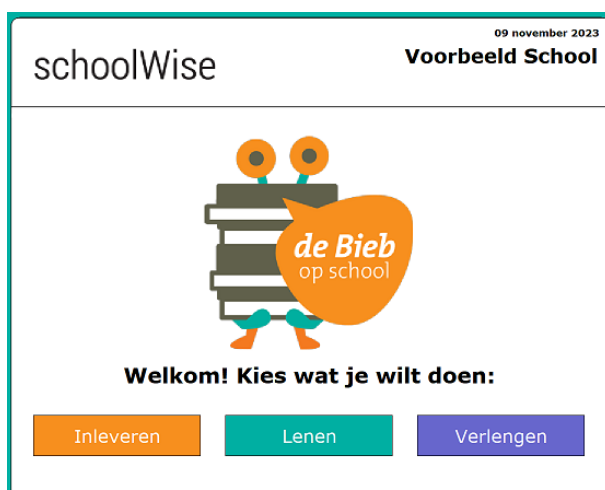 09 november 2023
schoolWise
Voorbeeld School
de Bieb
op school
Welkom! Kies wat je wilt doen:
Inleveren
Lenen
Verlengen